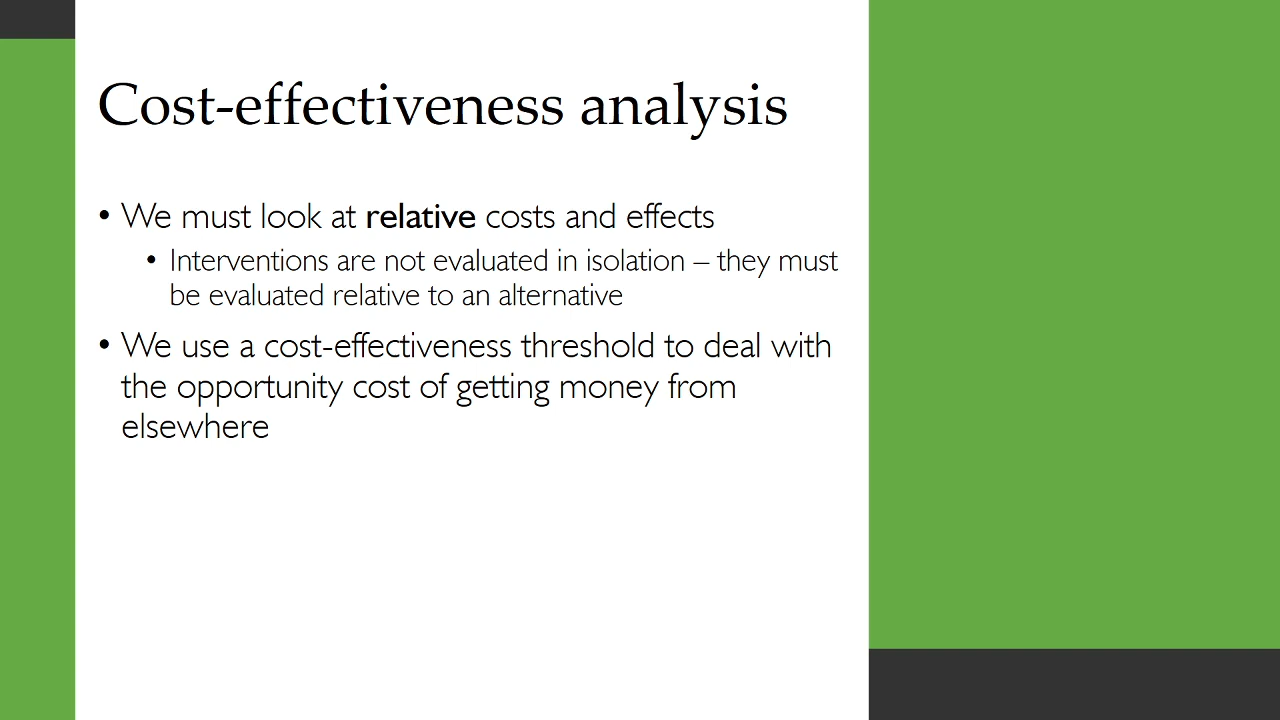 Cost-effectiveness analysis
• We must look at relative costs and effects
• Interventions are not evaluated in isolation – they must
be evaluated relative to an alternative
• We use a cost-effectiveness threshold to deal with
the opportunity cost of getting money from
elsewhere